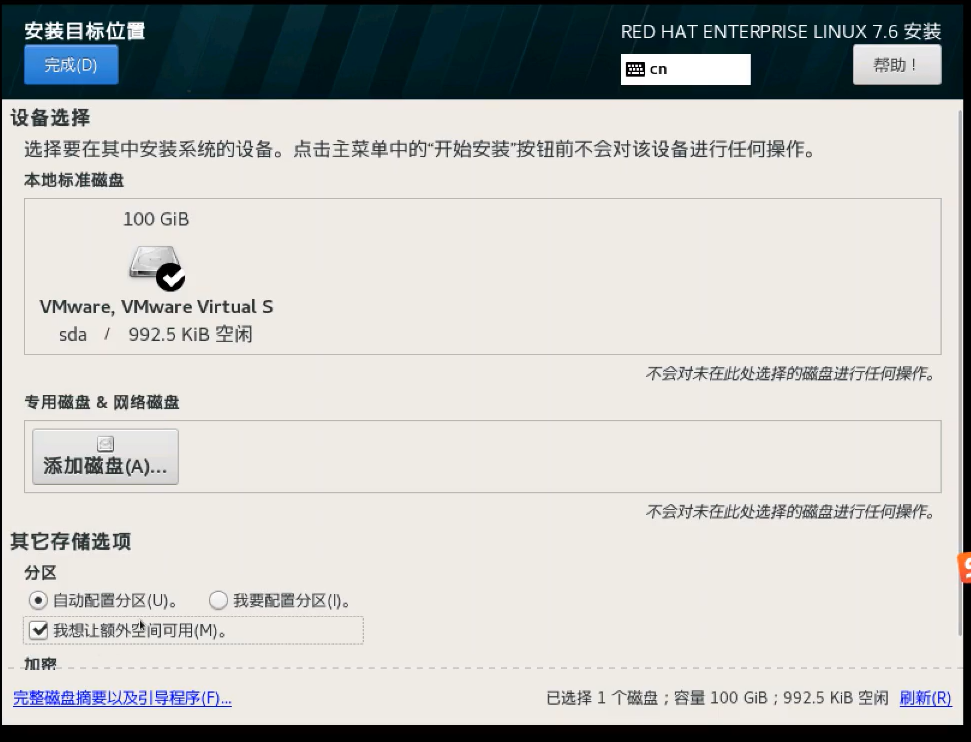 安装目标位置
RED HAT ENTERPRISE LINUX 7.6 安装
完成(D)
cn
帮助！
设备选择
选择要在其中安装系统的设备。点击主菜单中的“开始安装”按钮前不会对该设备进行任何操作。
本地标准磁盘
100 GiB
VMware, VMware Virtual S
sda / 992.5 KiB 空闲
不会对未在此处选择的磁盘进行任何操作。
专用磁盘 & 网络磁盘
添加磁盘(A)...
不会对未在此处选择的磁盘进行任何操作。
其它存储选项
分区
自动配置分区(U)。 我要配置分区(I)。
我想让额外空间可用(M)。
加密
完整磁盘摘要以及引导程序(F)... 已选择 1 个磁盘；容量 100 GiB；992.5 KiB 空闲 刷新(R)